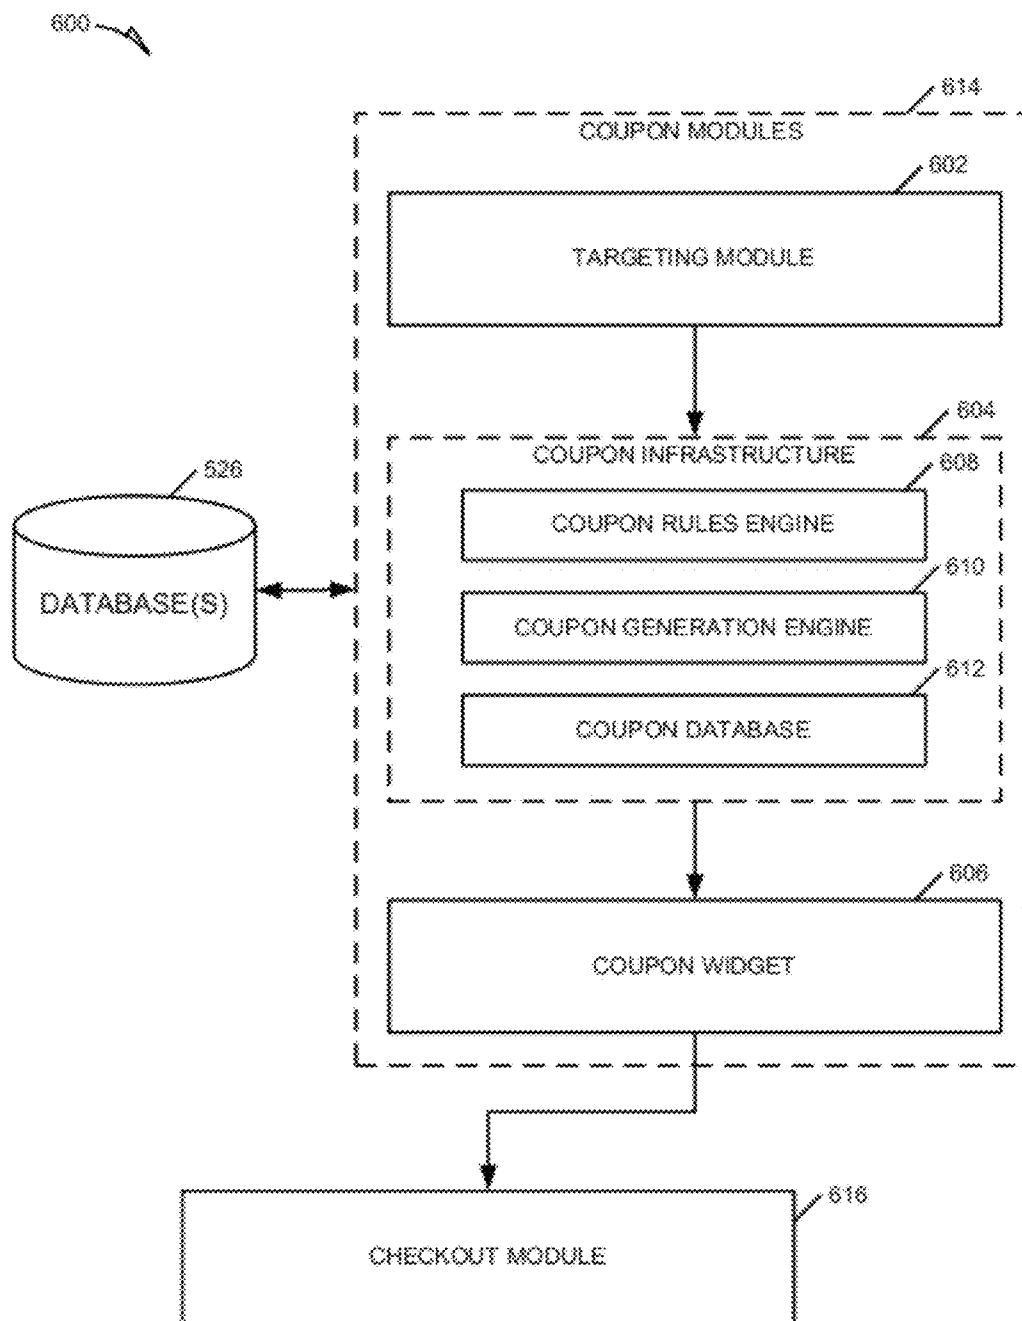 600
614
COUPON MODULES
602
TARGETING MODULE
604
COUPON INFRASTRUCTURE
608
COUPON RULES ENGINE
526
610
DATABASE(S)
COUPON GENERATION ENGINE
612
COUPON DATABASE
606
COUPON WIDGET
616
CHECKOUT MODULE